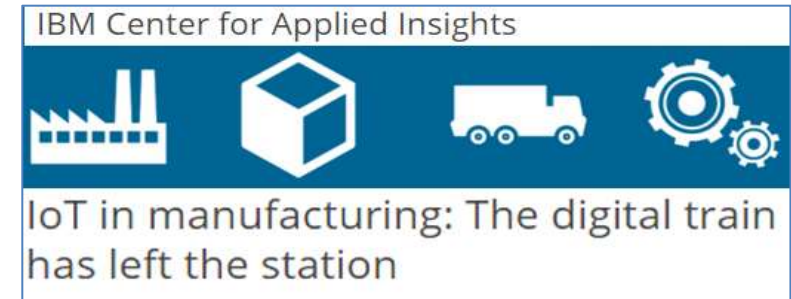 IBM Center for Applied Insights
IoT in manufacturing: The digital train
has left the station